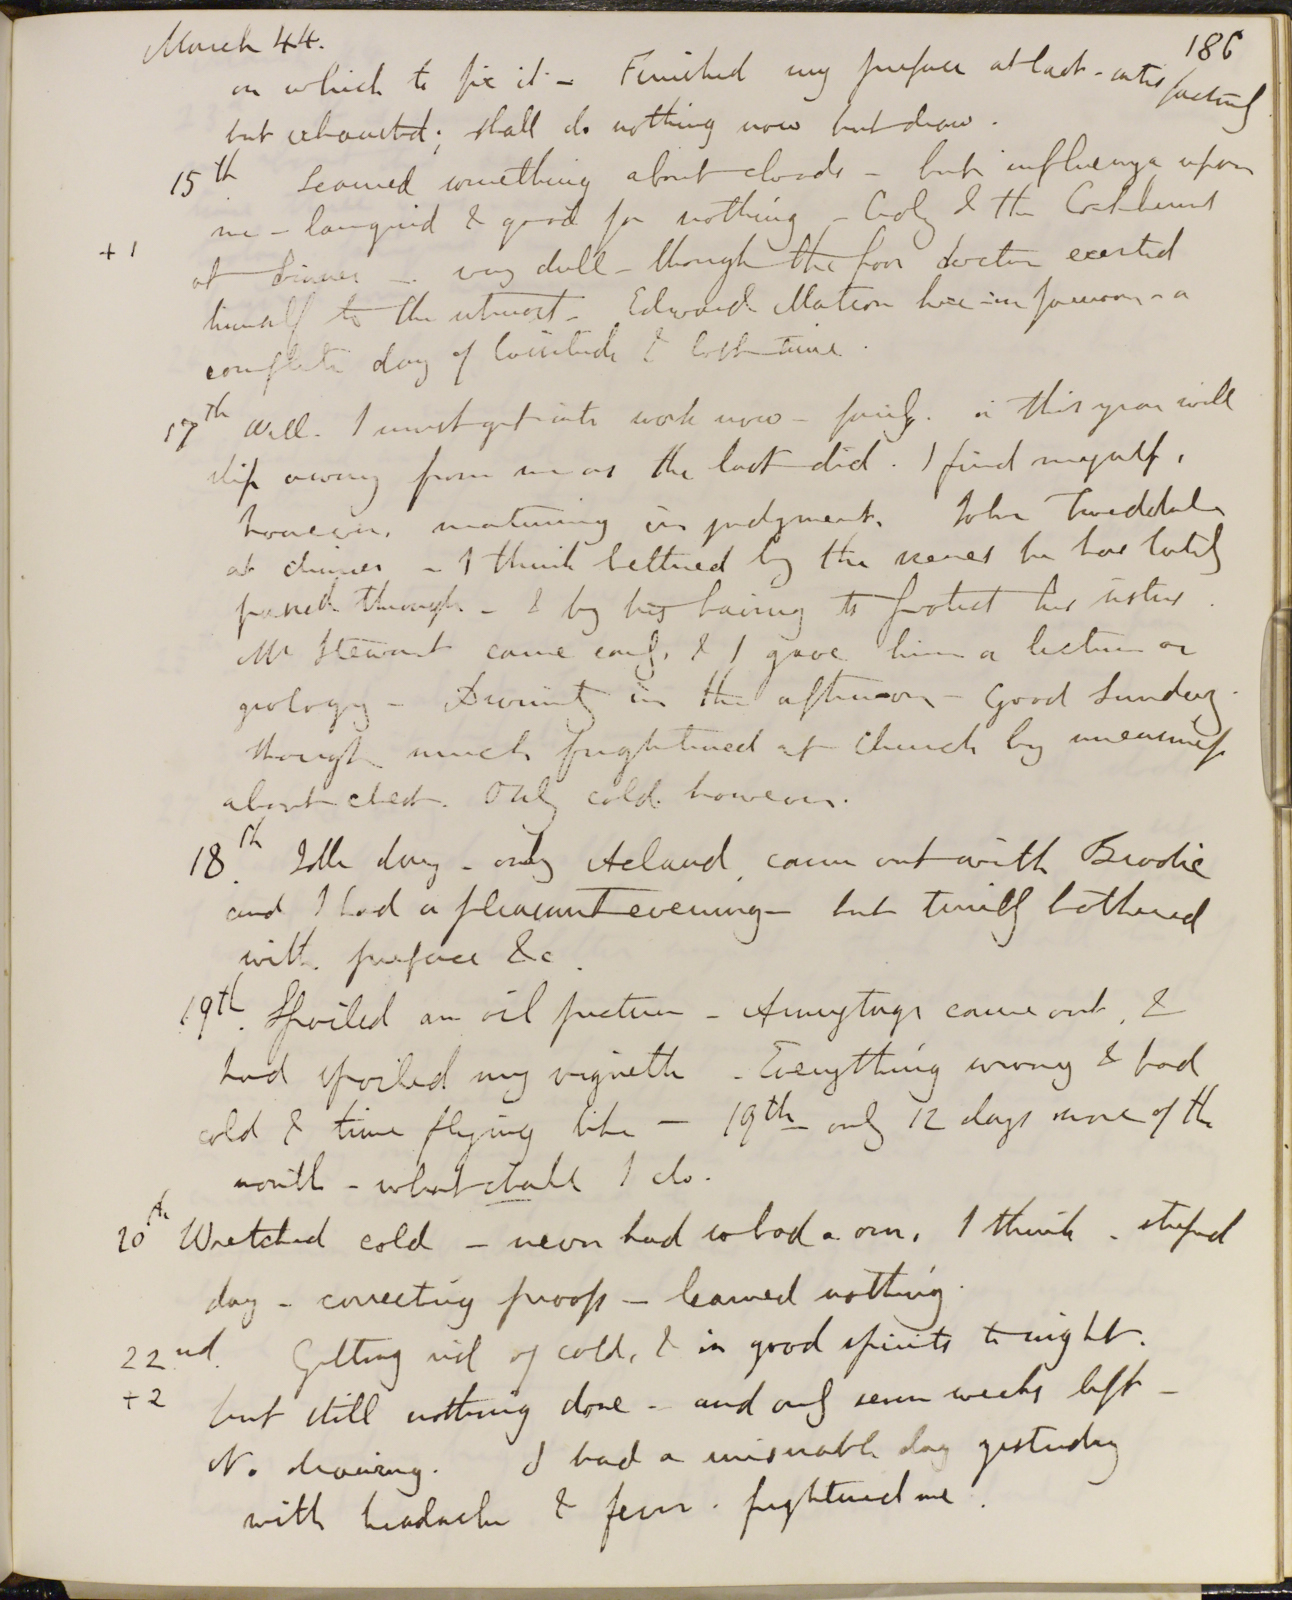 March 44.
186
on which to fix it - Finished my preface at last - satisfactorily
but exhausted; shall do nothing now but draw.
15th Learned something about clouds - but influenza upon
me - languid & good for nothing - Croly & the Cockburns
+1
at dinner - very dull - though the poor doctor exerted
himself to the utmost - Edward Matson here in forenoon - a
complete day of lassitude & lost time.
17th Well. I must get into work now - fairly. or this year will
slip away from me as the last did. I find myself,
however, maturing in judgment. John Tweddale
at dinner - I think bettered by the scenes he has lately
passed through - & by his having to protect his sisters.
Mr Stewart came early, & I gave him a lecture on
geology - Divinity in the afternoon - Good Sunday.
though much frightened at church by uneasiness
about chest. Only cold however.
18th Idle day - only Acland came out with Brodie
and I had a pleasant evening - but terribly bothered
with preface &c.
19th. Spoiled an oil picture - Armytage came out, &
had spoiled my vignette - Everything wrong & bad
cold & time flying like - 19th - only 12 days more of the
month - what shall I do.
20th Wretched cold - never had so bad a one, I think - stupid
day - correcting proofs - learned nothing.
22nd. Getting rid of cold, & in good spirits tonight.
+2
but still nothing done - and only seven weeks left -
No drawing. I had a miserable day yesterday
with headache & fever. frightened me.